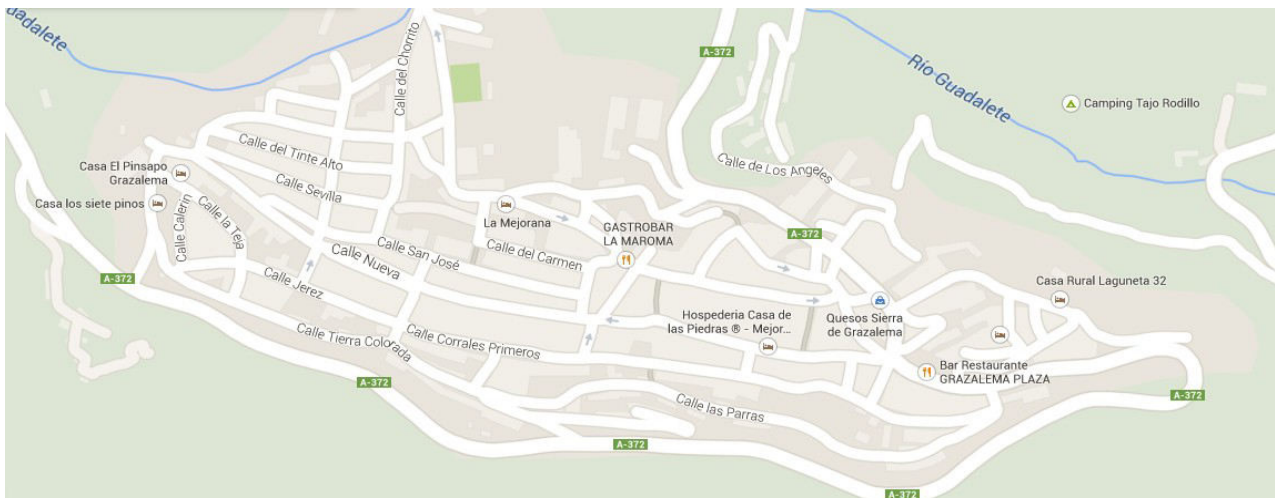 Guadalete
Calle del Chorrito
A-372
Río Guadalete
Camping Tajo Rodillo
Calle del Tinte Alto
Casa El Pinsapo
Grazalema
Calle Sevilla
Casa los siete pinos
Calle Calerin
Calle la Teja
Calle de Los Angeles
La Mejorana
GASTROBAR
LA MAROMA
A-372
Calle San José
Calle del Carmen
Calle Nueva
A-372
Calle Jerez
Casa Rural Laguneta 32
Hospederia Casa de
las Piedras ® - Mejor...
Quesos Sierra
de Grazalema
Calle Tierra Colorada
Calle Corrales Primeros
Bar Restaurante
GRAZALEMA PLAZA
A-372
A-372
Calle las Parras
A-372
A-372